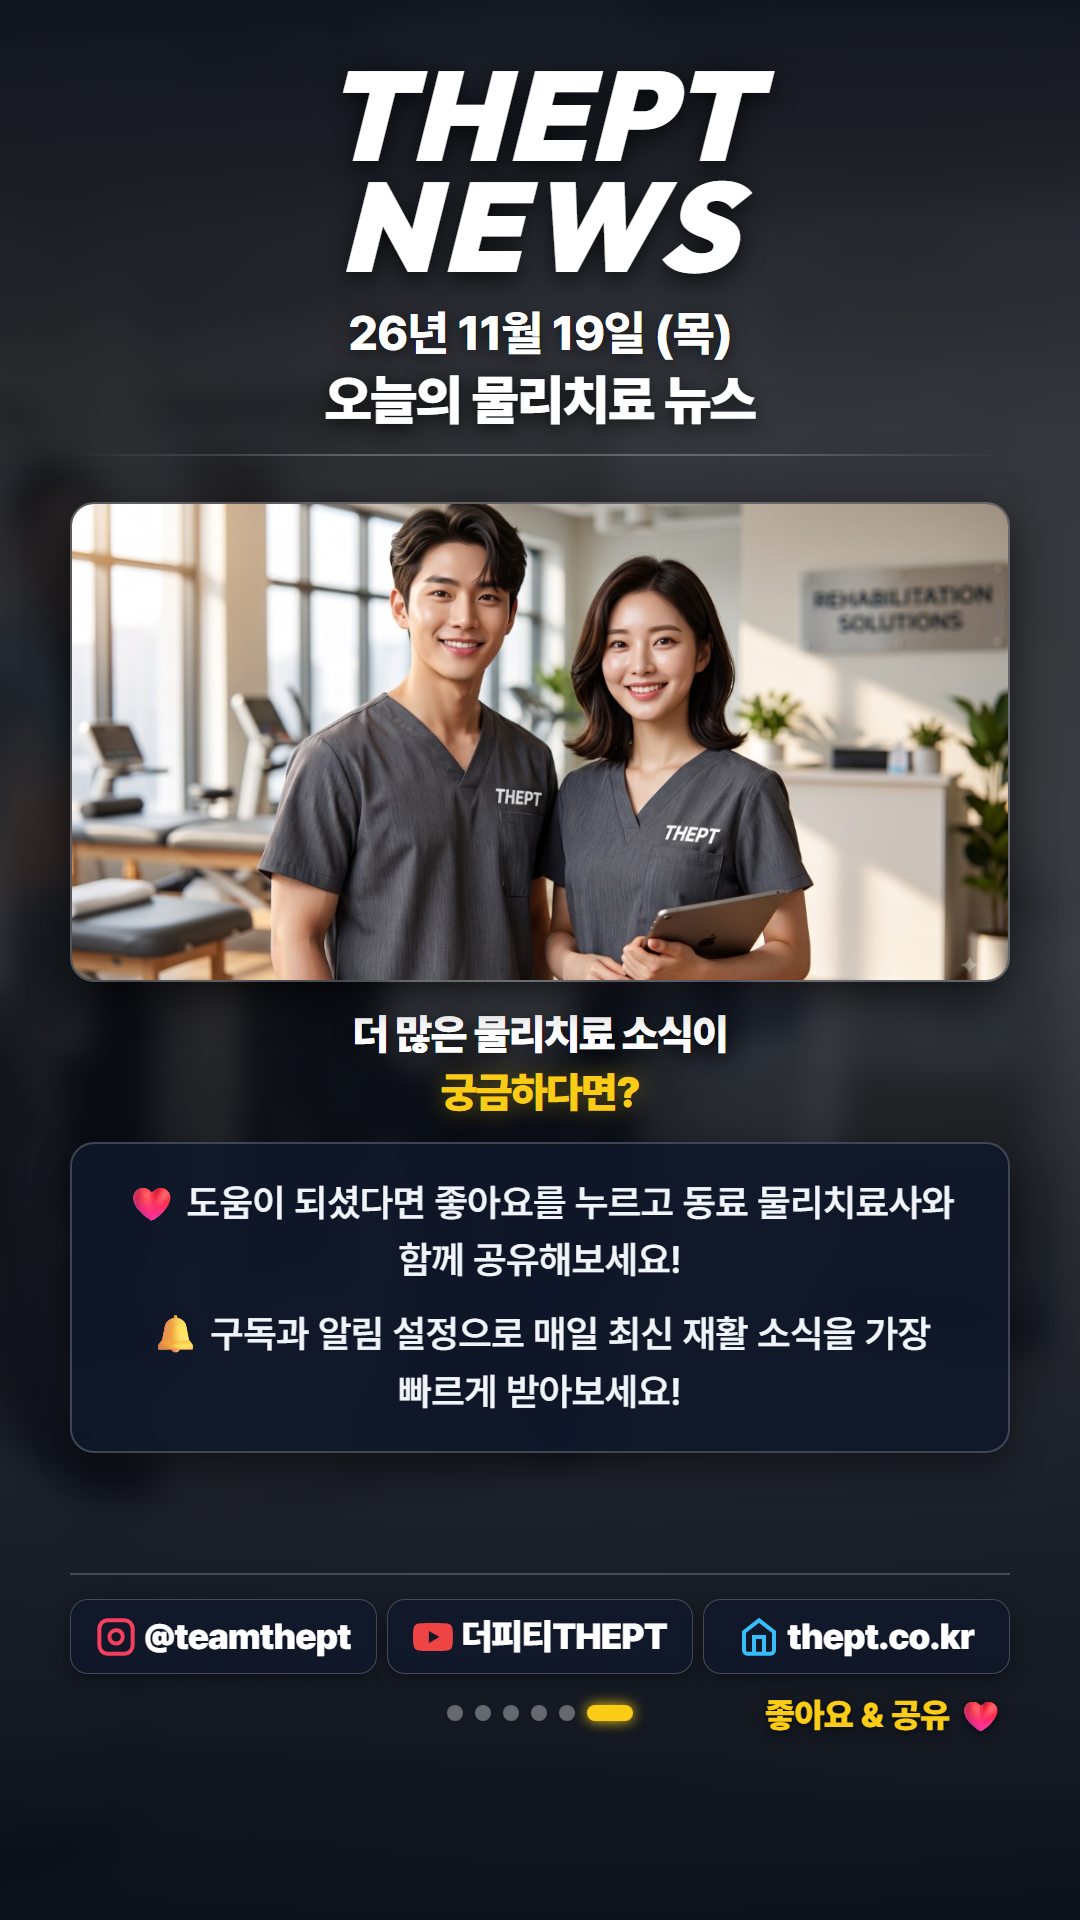 THEPT
NEWS
26년 11월 19일 (목)
오늘의 물리치료 뉴스
REHABILITATION
SOLUTIONS
THEPT
THEPT
더 많은 물리치료 소식이
궁금하다면?
도움이 되셨다면 좋아요를 누르고 동료 물리치료사와
함께 공유해보세요!
구독과 알림 설정으로 매일 최신 재활 소식을 가장
빠르게 받아보세요!
@teamthept
더피티THEPT
thept.co.kr
좋아요 & 공유